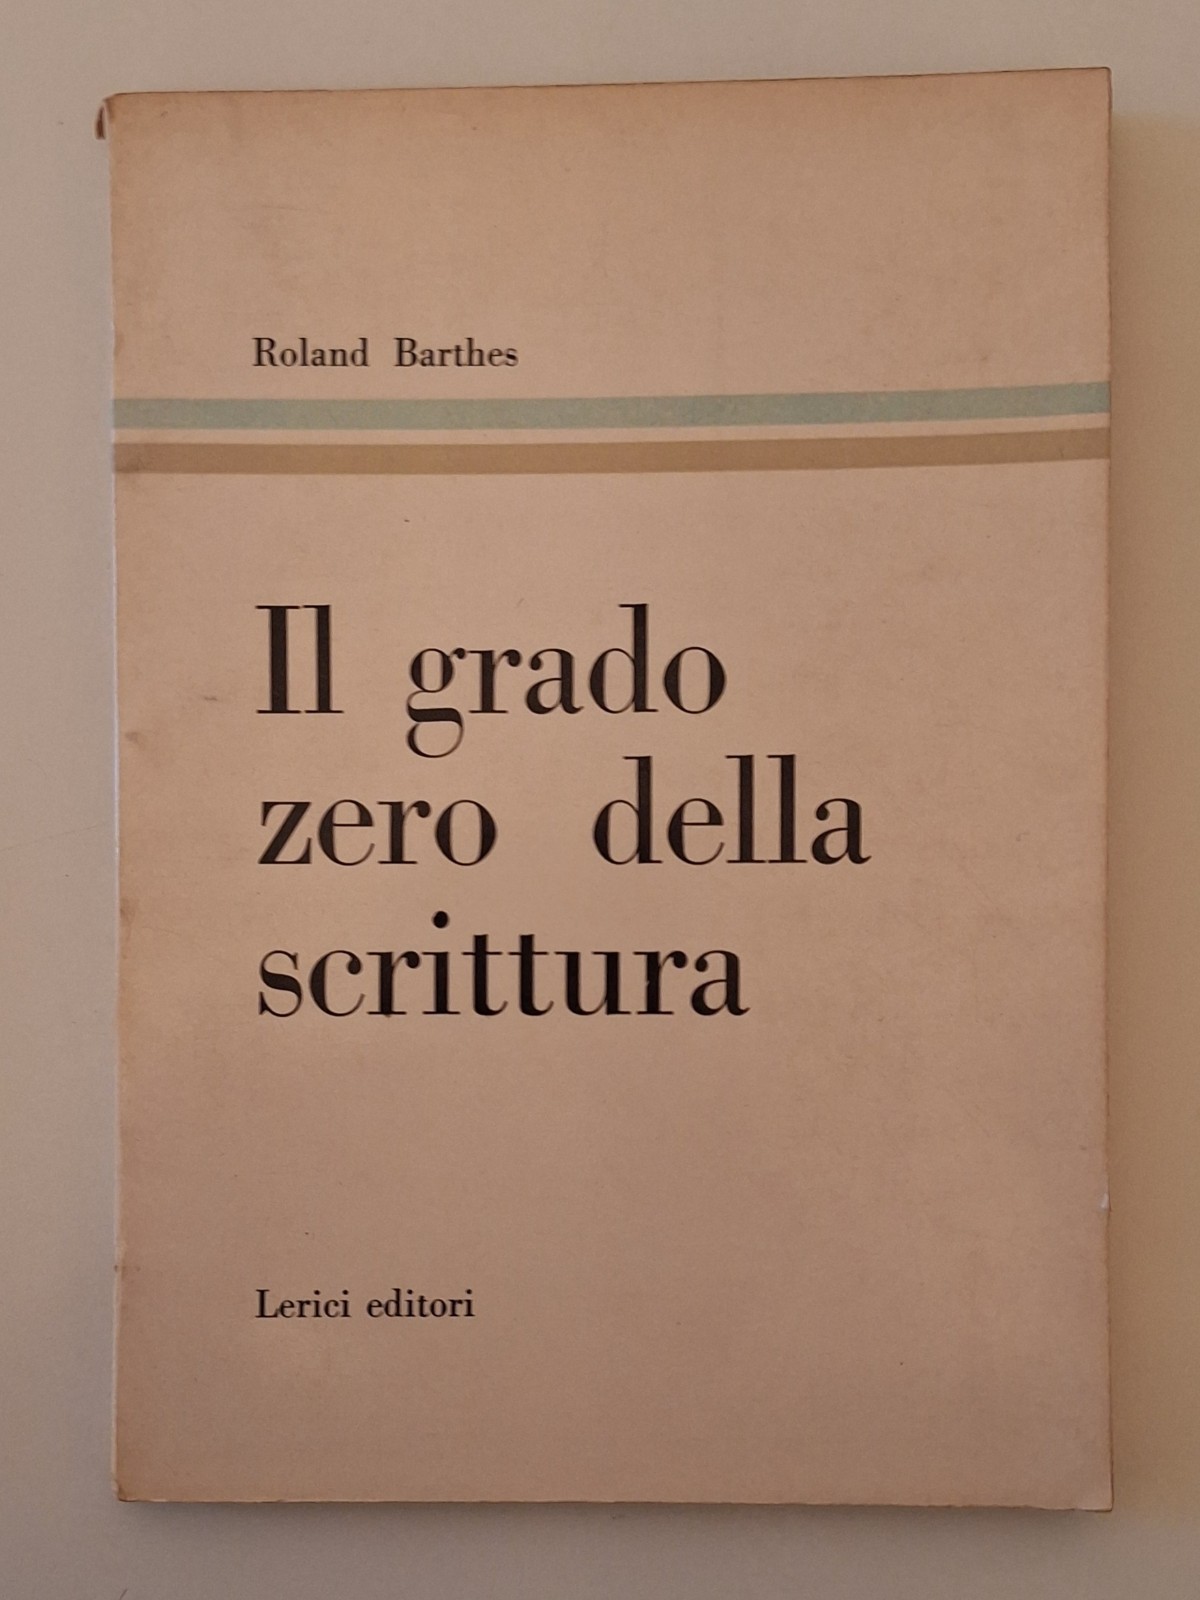 Roland Barthes
Il grado
zero della
scrittura
Lerici editori